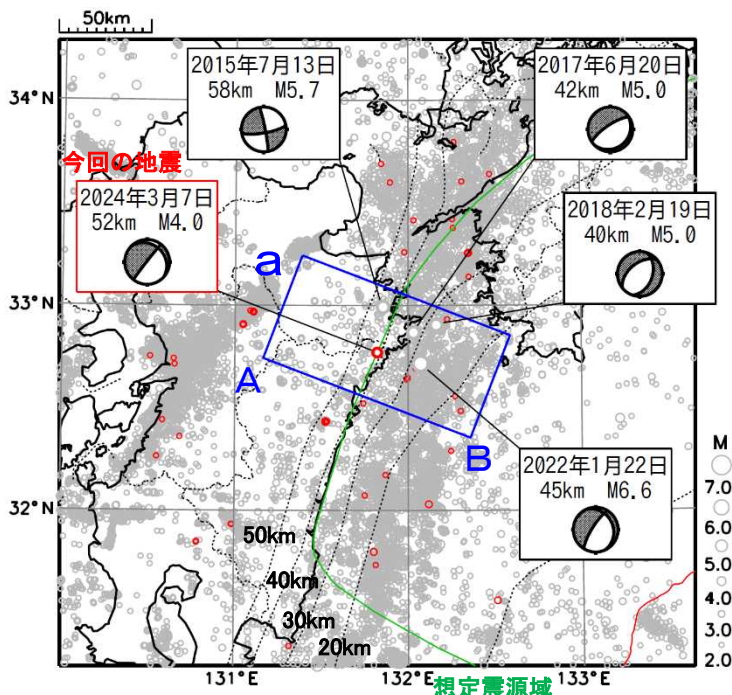 50km
2015年7月13日
58km M5.7
2017年6月20日
42km M5.0
34°N
今回の地震
2024年3月7日
52km M4.0
2018年2月19日
40km M5.0
a
33°N
A
B
2022年1月22日
45km M6.6
M
7.0
6.0
5.0
4.0
3.0
2.0
32°N
50km
40km
30km
20km
131°E
132°E
133°E
想定震源域